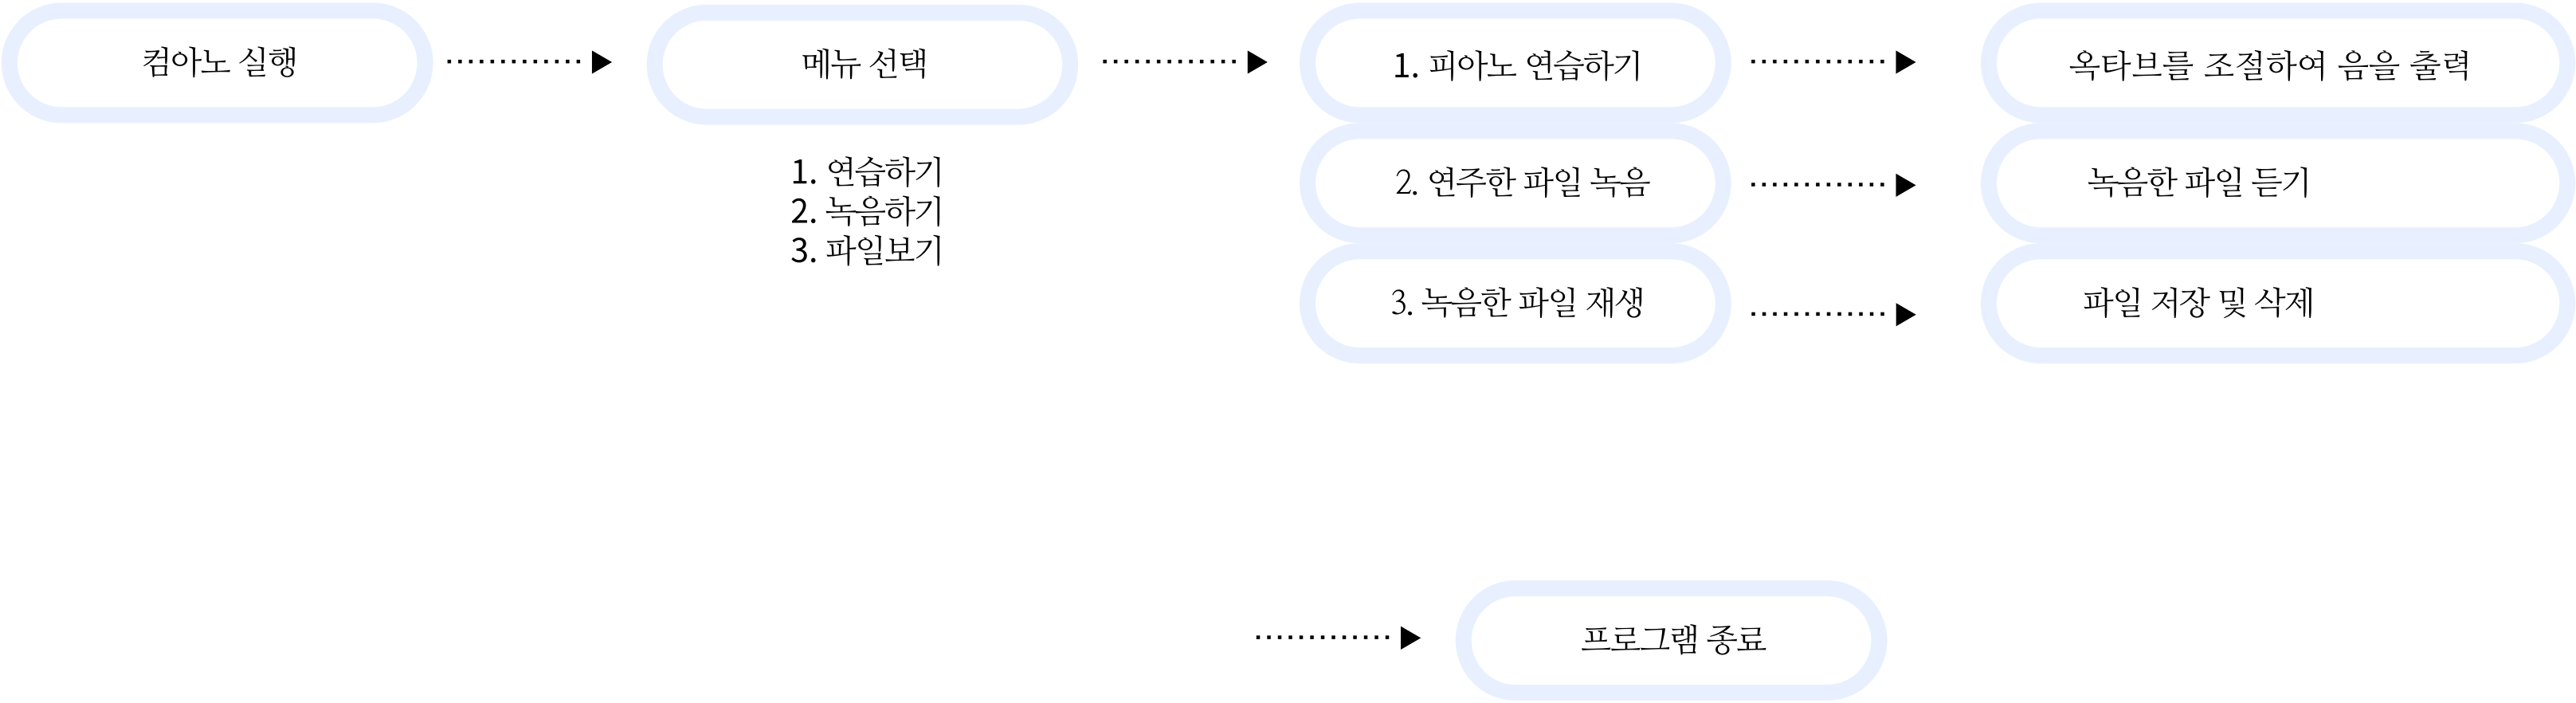 컴아노 실행
메뉴 선택
1. 연습하기
2. 녹음하기
3. 파일보기
1. 피아노 연습하기
옥타브를 조절하여 음을 출력
2. 연주한 파일 녹음
녹음한 파일 듣기
3. 녹음한 파일 재생
파일 저장 및 삭제
프로그램 종료